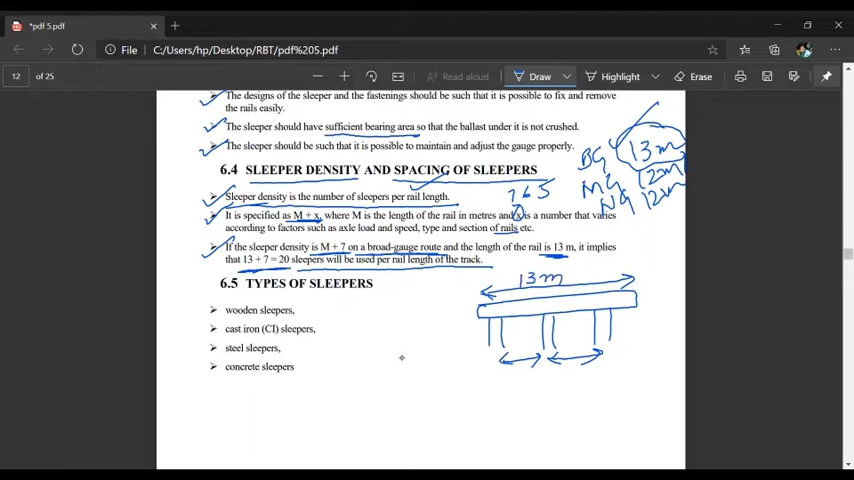 *pdf 5.pdf
File C:/Users/hp/Desktop/RBT/pdf%205.pdf
12 of 25 Read aloud Draw Highlight Erase
The designs of the sleeper and the fastenings should be such that it is possible to fix and remove
the rails easily.
The sleeper should have sufficient bearing area so that the ballast under it is not crushed.
The sleeper should be such that it is possible to maintain and adjust the gauge properly.
BG 13m
MG 12m
NG 12m
6.4 SLEEPER DENSITY AND SPACING OF SLEEPERS
765
Sleeper density is the number of sleepers per rail length.
It is specified as M + x, where M is the length of the rail in metres and x is a number that varies
according to factors such as axle load and speed, type and section of rails etc.
If the sleeper density is M + 7 on a broad-gauge route and the length of the rail is 13 m, it implies
that 13 + 7 = 20 sleepers will be used per rail length of the track.
6.5 TYPES OF SLEEPERS
13m
wooden sleepers,
cast iron (CI) sleepers,
steel sleepers,
concrete sleepers